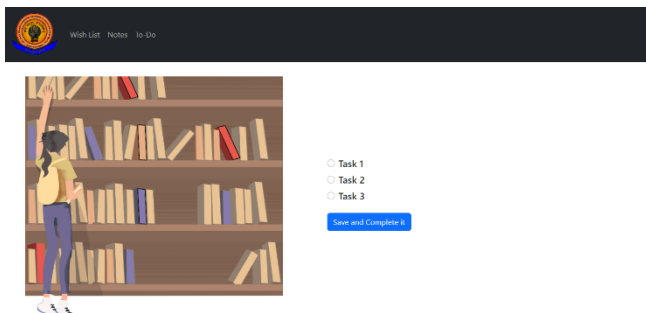 Wish List Notes To-Do
Task 1
Task 2
Task 3
Save and Complete it